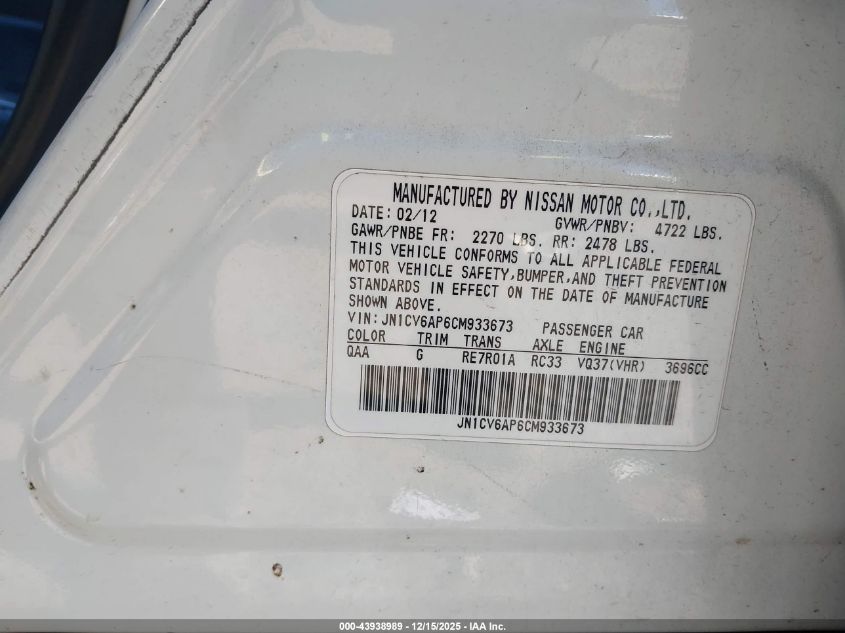 MANUFACTURED BY NISSAN MOTOR CO.,LTD.
DATE: 02/12 GVWR/PNBV: 4722 LBS.
GAWR/PNBE FR: 2270 LBS. RR: 2478 LBS.
THIS VEHICLE CONFORMS TO ALL APPLICABLE FEDERAL
MOTOR VEHICLE SAFETY,BUMPER,AND THEFT PREVENTION
STANDARDS IN EFFECT ON THE DATE OF MANUFACTURE
SHOWN ABOVE.
VIN: JN1CV6AP6CM933673 PASSENGER CAR
COLOR TRIM TRANS AXLE ENGINE
QAA G RE7R01A RC33 VQ37(VHR) 3696CC
JN1CV6AP6CM933673
000-43938989 - 12/15/2025 - IAA Inc.